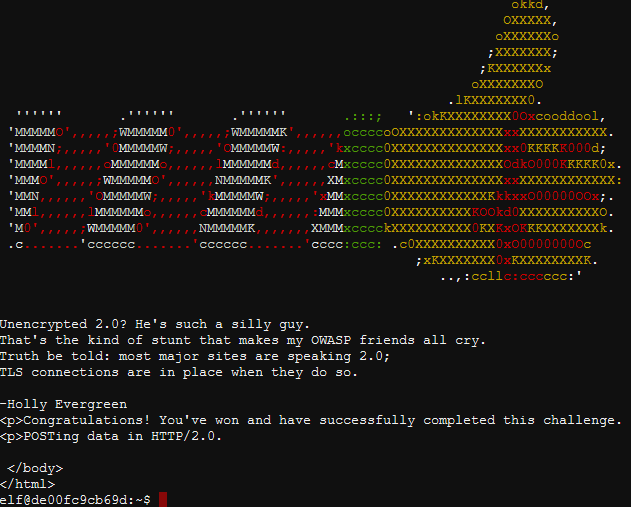 Unencrypted 2.0? He's such a silly guy.
That's the kind of stunt that makes my OWASP friends all cry.
Truth be told: most major sites are speaking 2.0;
TLS connections are in place when they do so.
-Holly Evergreen
<p>Congratulations! You've won and have successfully completed this challenge.
<p>POSTing data in HTTP/2.0.
</body>
</html>
elf@de00fc9cb69d:~$